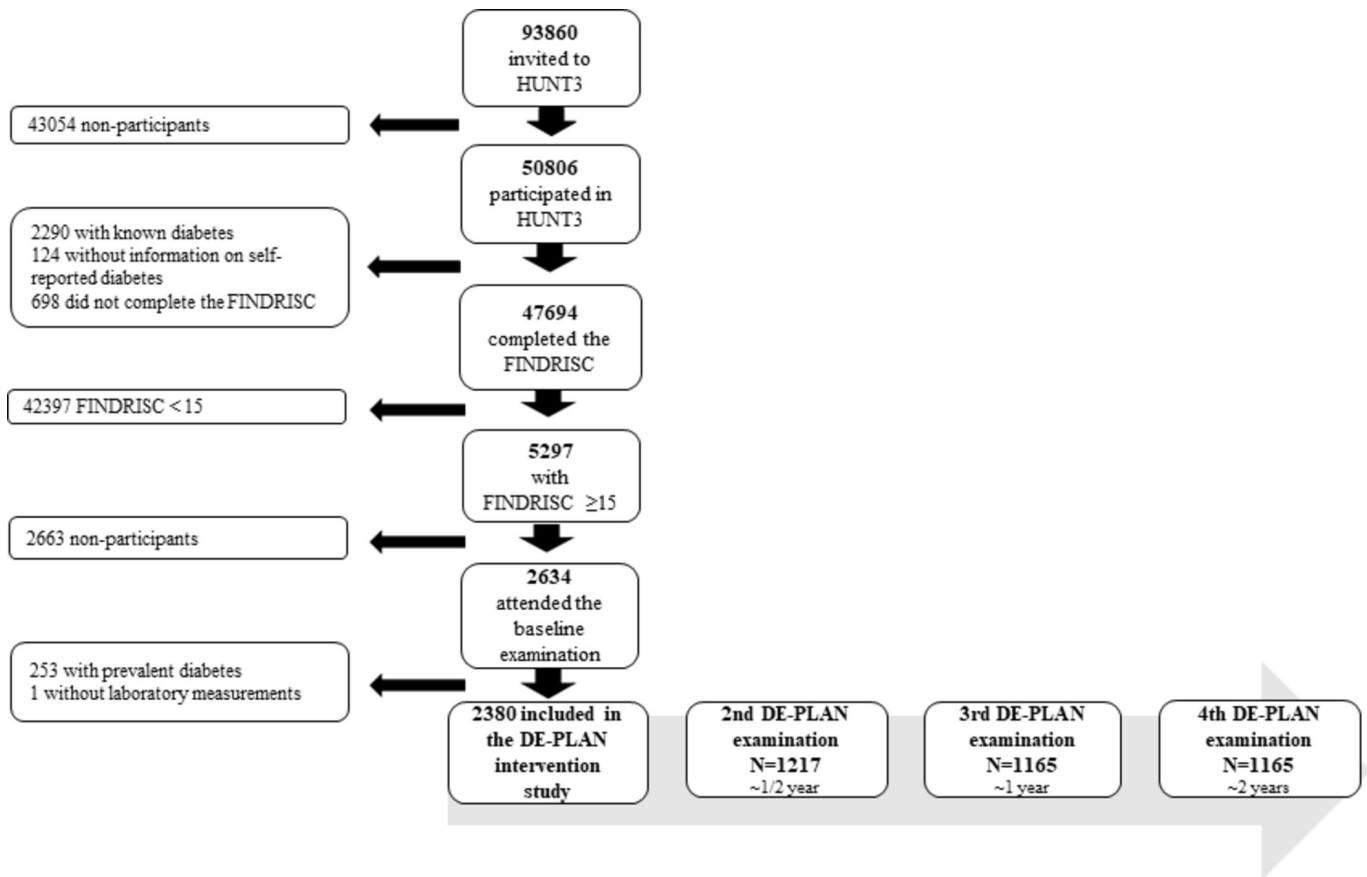 93860
invited to
HUNT3
43054 non-participants
50806
participated in
HUNT3
2290 with known diabetes
124 without information on self-
reported diabetes
698 did not complete the FINDRISC
47694
completed the
FINDRISC
42397 FINDRISC < 15
5297
with
FINDRISC ≥15
2663 non-participants
2634
attended the
baseline
examination
253 with prevalent diabetes
1 without laboratory measurements
2380 included in
the DE-PLAN
intervention
study
2nd DE-PLAN
examination
N=1217
~1/2 year
3rd DE-PLAN
examination
N=1165
~1 year
4th DE-PLAN
examination
N=1165
~2 years